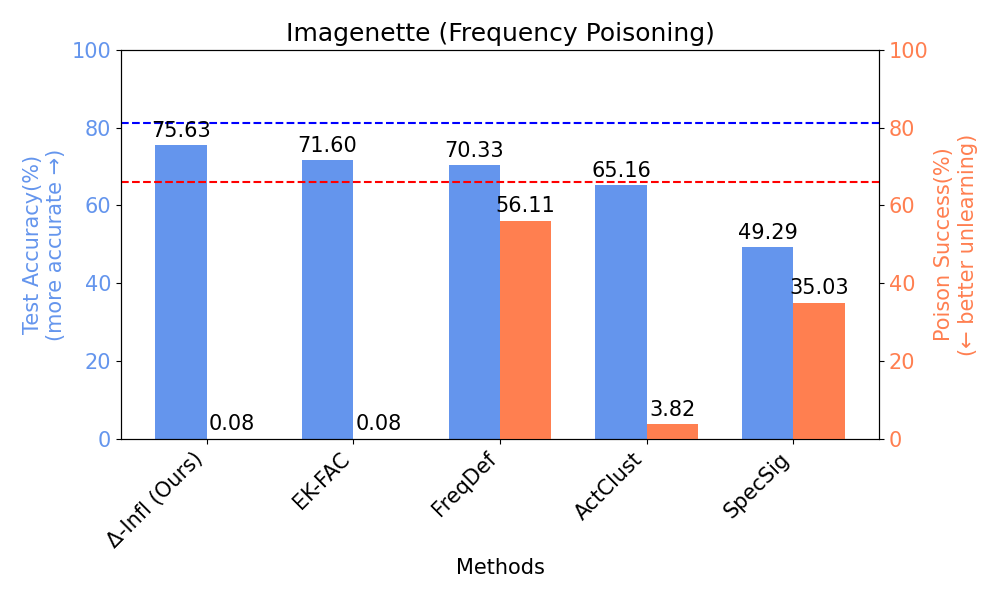 Imagenette (Frequency Poisoning)
100
80
60
40
20
0
Test Accuracy(%)
(more accurate →)
75.63
0.08
71.60
0.08
70.33
56.11
65.16
3.82
49.29
35.03
100
80
60
40
20
0
Poison Success(%)
(← better unlearning)
Δ-Infl (Ours)
EK-FAC
FreqDef
ActClust
SpecSig
Methods